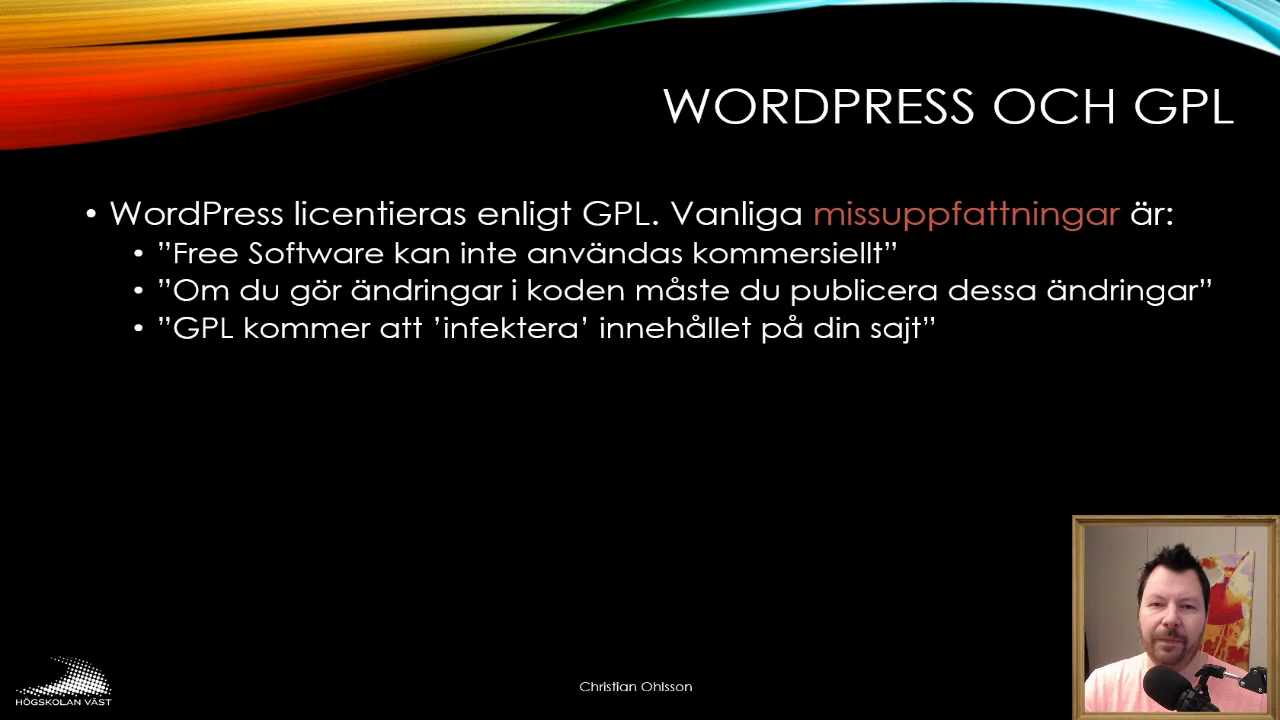 WORDPRESS OCH GPL
• WordPress licentieras enligt GPL. Vanliga missuppfattningar är:
• ”Free Software kan inte användas kommersiellt”
• ”Om du gör ändringar i koden måste du publicera dessa ändringar”
• ”GPL kommer att ’infektera’ innehållet på din sajt”
HÖGSKOLAN VÄST
Christian Ohlsson